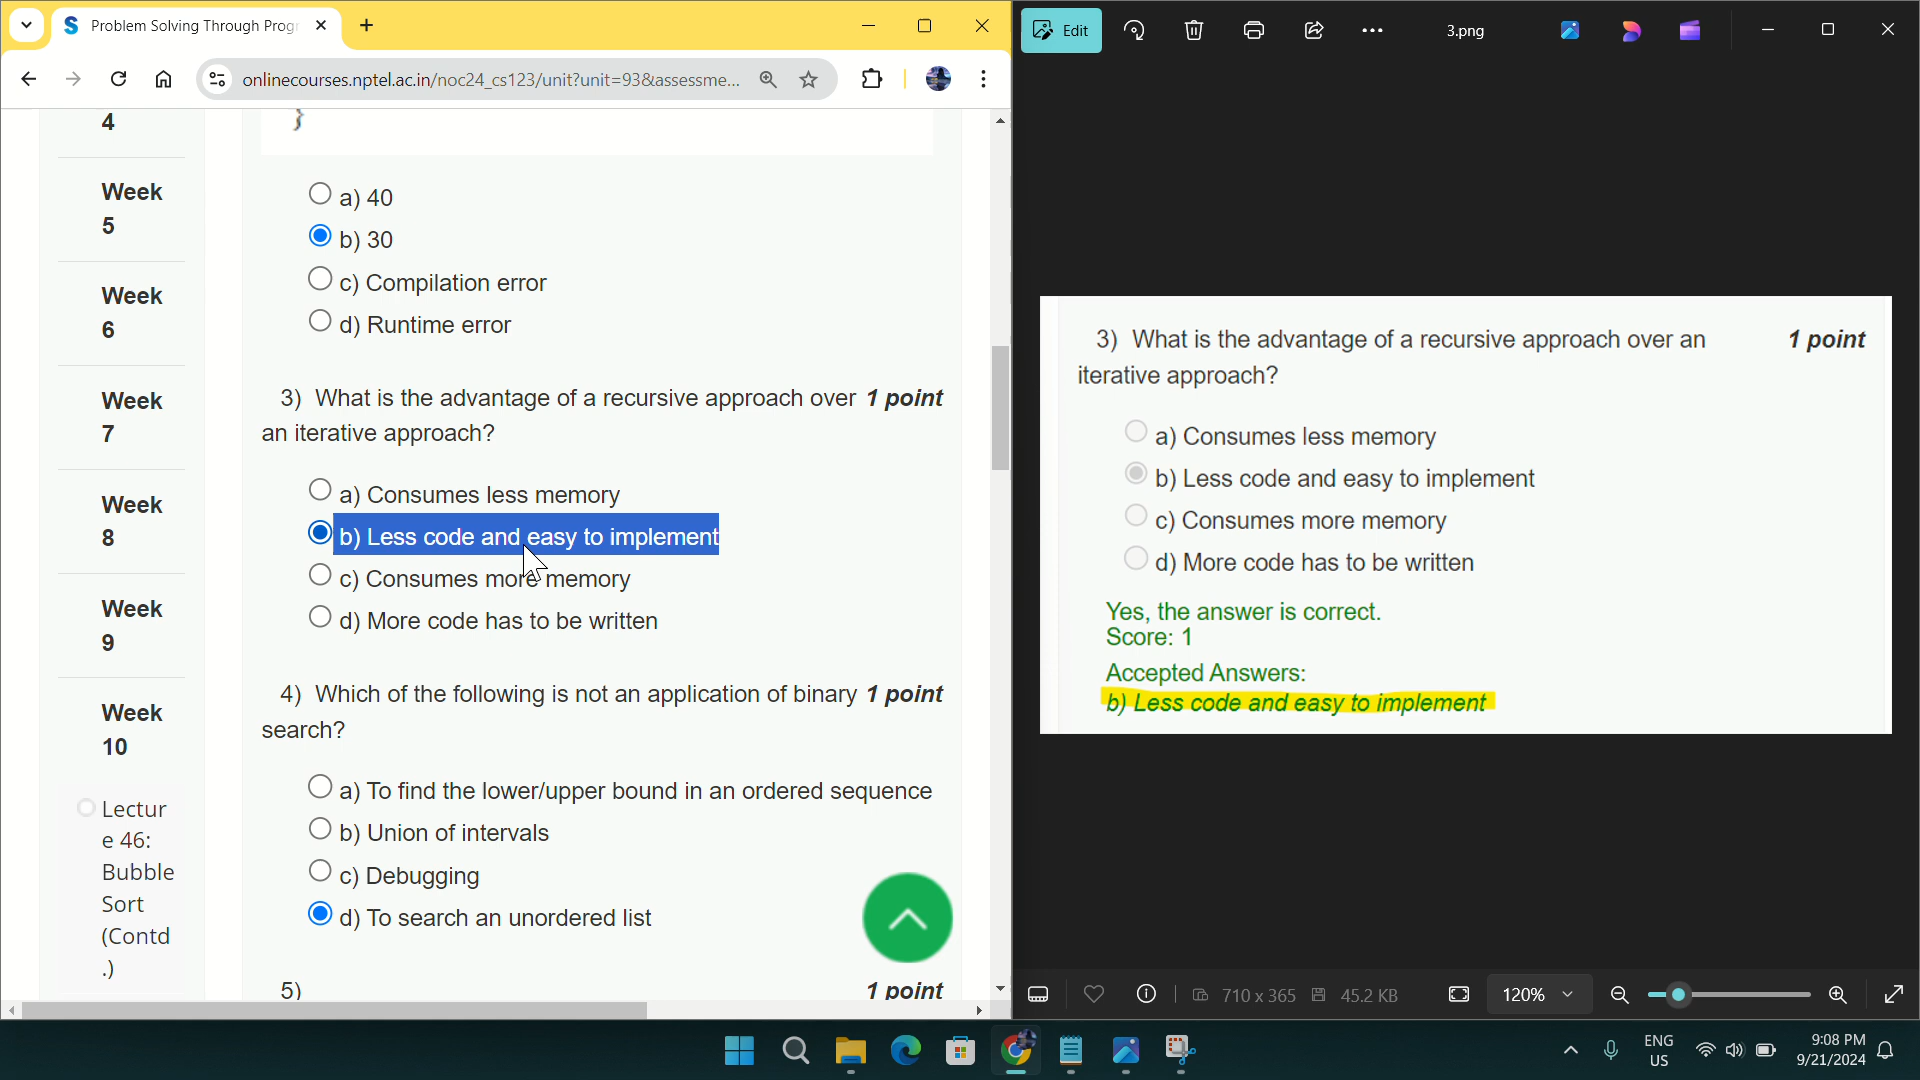 Problem Solving Through Progr
onlinecourses.nptel.ac.in/noc24_cs123/unit?unit=93&assessme...
4
Week
5
Week
6
Week
7
Week
8
Week
9
Week
10
Lectur
e 46:
Bubble
Sort
(Contd
.)
}
a) 40
b) 30
c) Compilation error
d) Runtime error
3) What is the advantage of a recursive approach over 1 point
an iterative approach?
a) Consumes less memory
b) Less code and easy to implement
c) Consumes more memory
d) More code has to be written
4) Which of the following is not an application of binary 1 point
search?
a) To find the lower/upper bound in an ordered sequence
b) Union of intervals
c) Debugging
d) To search an unordered list
5) 1 point
Edit
3.png
3) What is the advantage of a recursive approach over an 1 point
iterative approach?
a) Consumes less memory
b) Less code and easy to implement
c) Consumes more memory
d) More code has to be written
Yes, the answer is correct.
Score: 1
Accepted Answers:
b) Less code and easy to implement
710 x 365 45.2 KB 120%
ENG
US
9:08 PM
9/21/2024